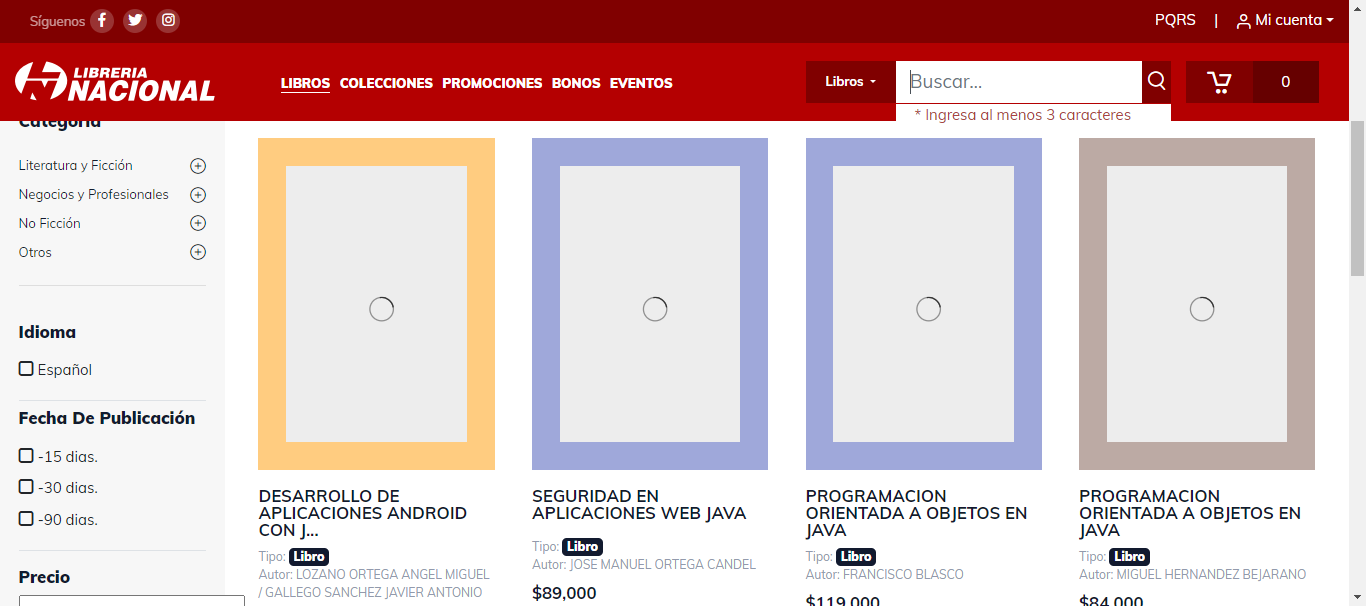 Síguenos
PQRS | Mi cuenta
LIBRERIA
NACIONAL
LIBROS COLECCIONES PROMOCIONES BONOS EVENTOS
Libros
Buscar...
0
* Ingresa al menos 3 caracteres
Categoría
Literatura y Ficción
Negocios y Profesionales
No Ficción
Otros
Idioma
Español
Fecha De Publicación
-15 dias.
-30 dias.
-90 dias.
Precio
DESARROLLO DE
APLICACIONES ANDROID
CON J...
Tipo: Libro
Autor: LOZANO ORTEGA ANGEL MIGUEL
/ GALLEGO SANCHEZ JAVIER ANTONIO
SEGURIDAD EN
APLICACIONES WEB JAVA
Tipo: Libro
Autor: JOSE MANUEL ORTEGA CANDEL
$89,000
PROGRAMACION
ORIENTADA A OBJETOS EN
JAVA
Tipo: Libro
Autor: FRANCISCO BLASCO
$119,000
PROGRAMACION
ORIENTADA A OBJETOS EN
JAVA
Tipo: Libro
Autor: MIGUEL HERNANDEZ BEJARANO
$84,000